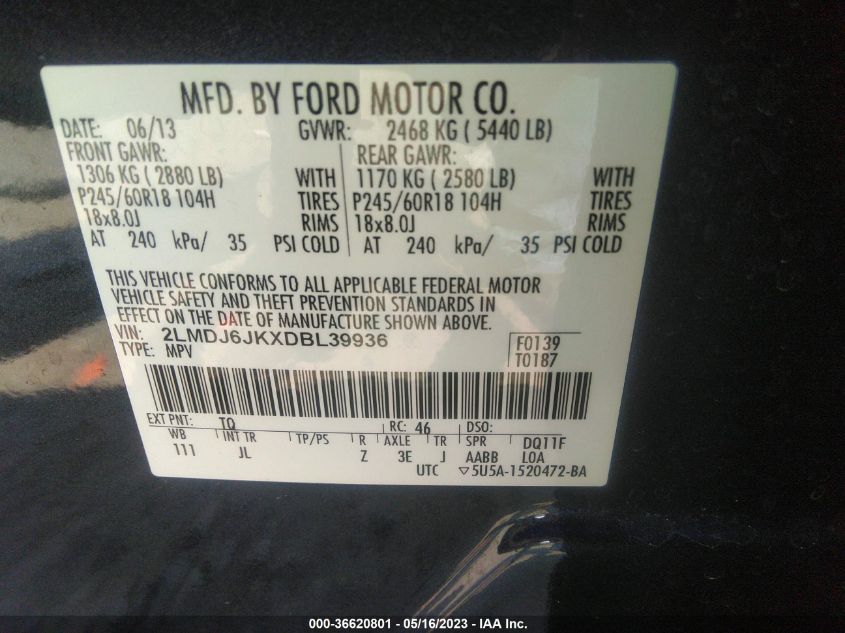 MFD. BY FORD MOTOR CO.
DATE: 06/13 GVWR: 2468 KG ( 5440 LB)
FRONT GAWR: REAR GAWR:
1306 KG ( 2880 LB) WITH 1170 KG ( 2580 LB) WITH
P245/60R18 104H TIRES P245/60R18 104H TIRES
18x8.0J RIMS 18x8.0J RIMS
AT 240 kPa/ 35 PSI COLD AT 240 kPa/ 35 PSI COLD
THIS VEHICLE CONFORMS TO ALL APPLICABLE FEDERAL MOTOR
VEHICLE SAFETY AND THEFT PREVENTION STANDARDS IN
EFFECT ON THE DATE OF MANUFACTURE SHOWN ABOVE.
VIN: 2LMDJ6JKXDBL39936 F0139
TYPE: MPV T0187
EXT PNT: TQ RC: 46 DSO:
WB INT TR TP/PS R AXLE TR SPR DQ11F
111 JL Z 3E J AABB L0A
UTC ▽5U5A-1520472-BA
000-36620801 - 05/16/2023 - IAA Inc.